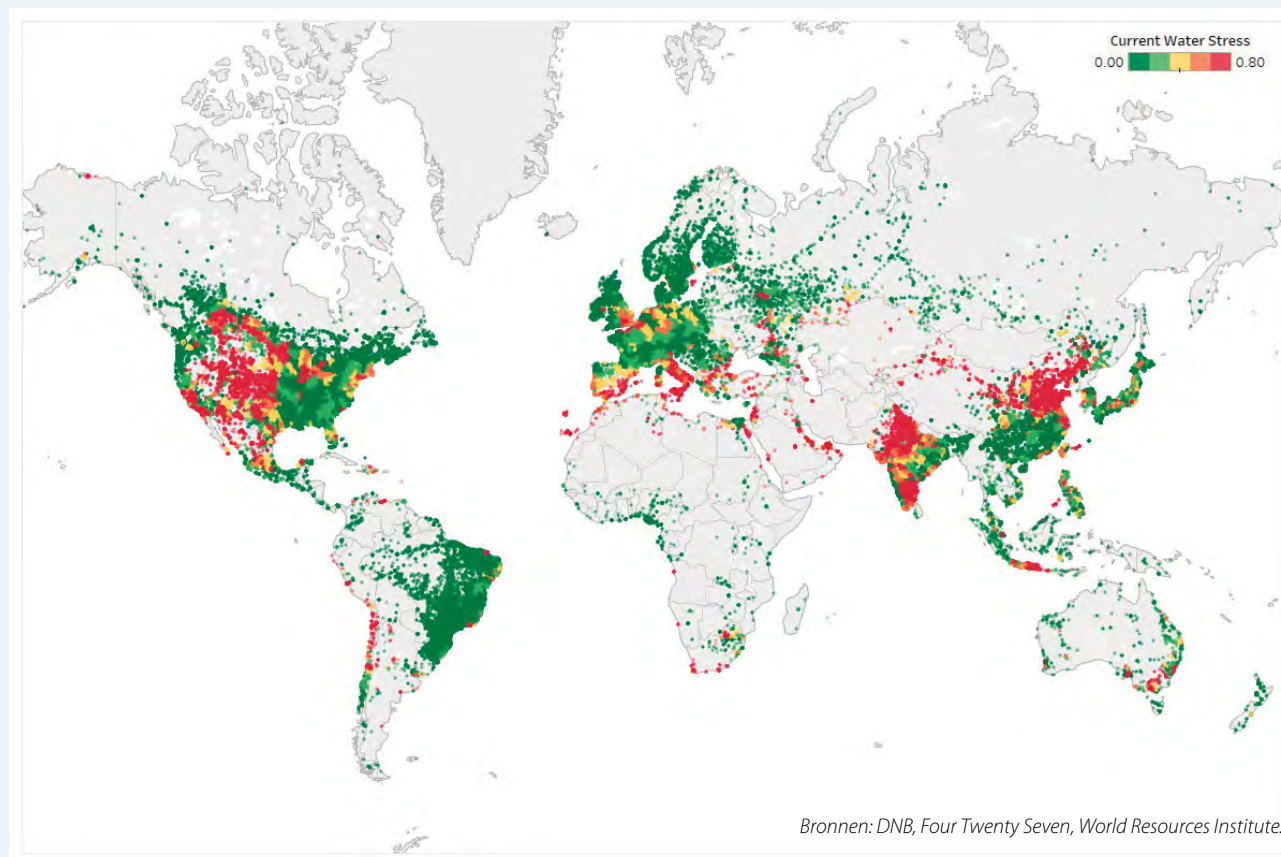 Current Water Stress
0.00 0.80
Bronnen: DNB, Four Twenty Seven, World Resources Institute.